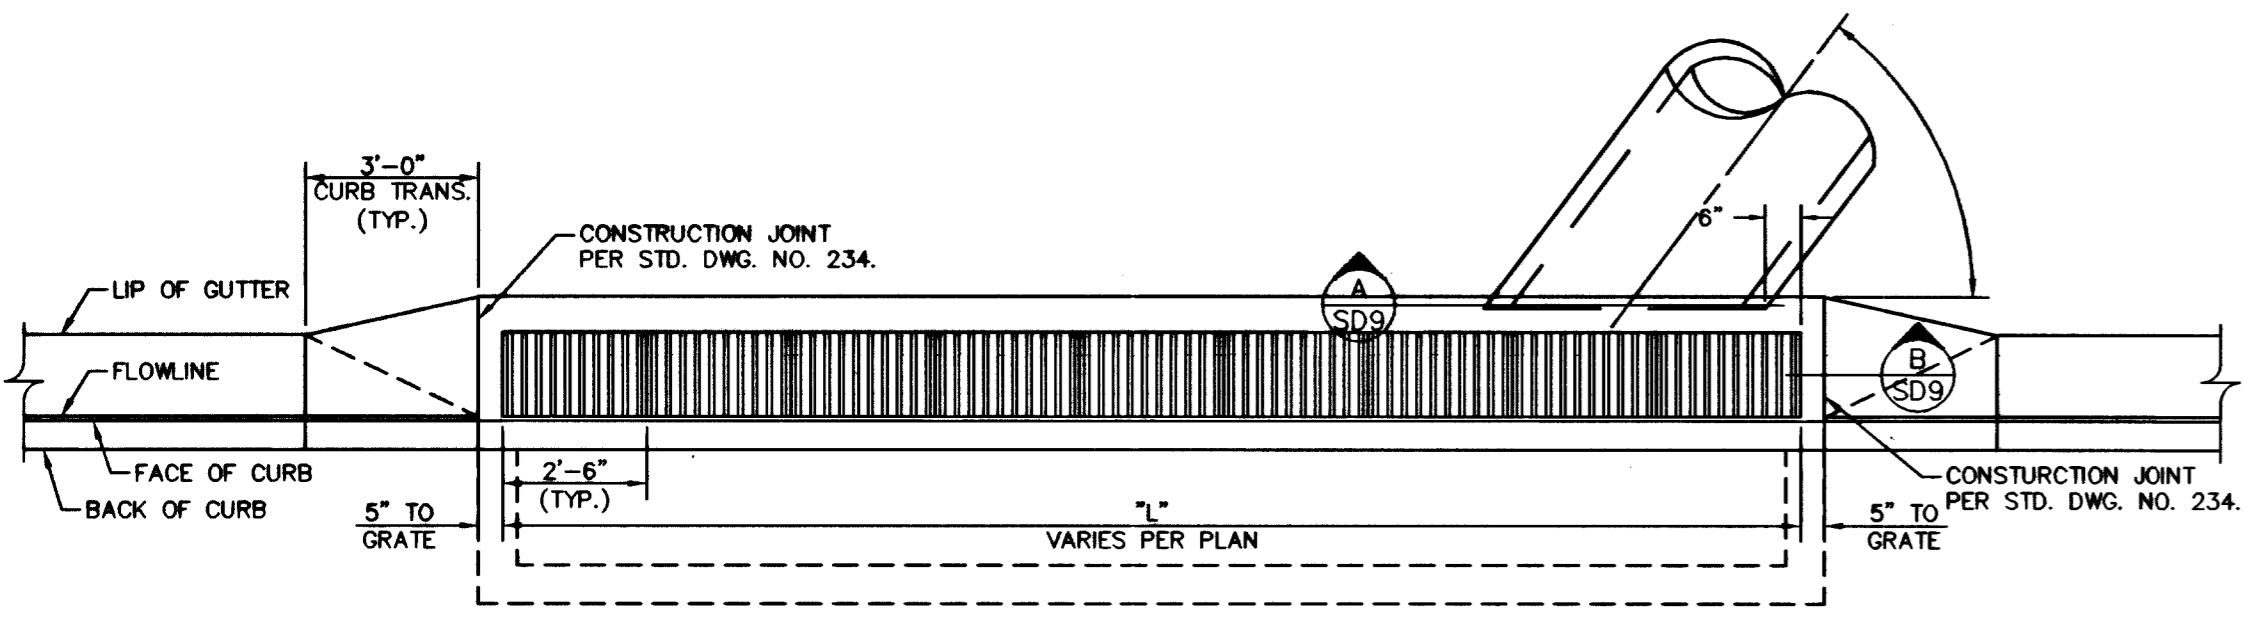 3'-0"
CURB TRANS.
(TYP.)
CONSTRUCTION JOINT
PER STD. DWG. NO. 234.
6"
LIP OF GUTTER
A
SD9
FLOWLINE
B
SD9
FACE OF CURB
BACK OF CURB
2'-6"
(TYP.)
5" TO
GRATE
"L"
VARIES PER PLAN
CONSTURCTION JOINT
PER STD. DWG. NO. 234.
5" TO
GRATE